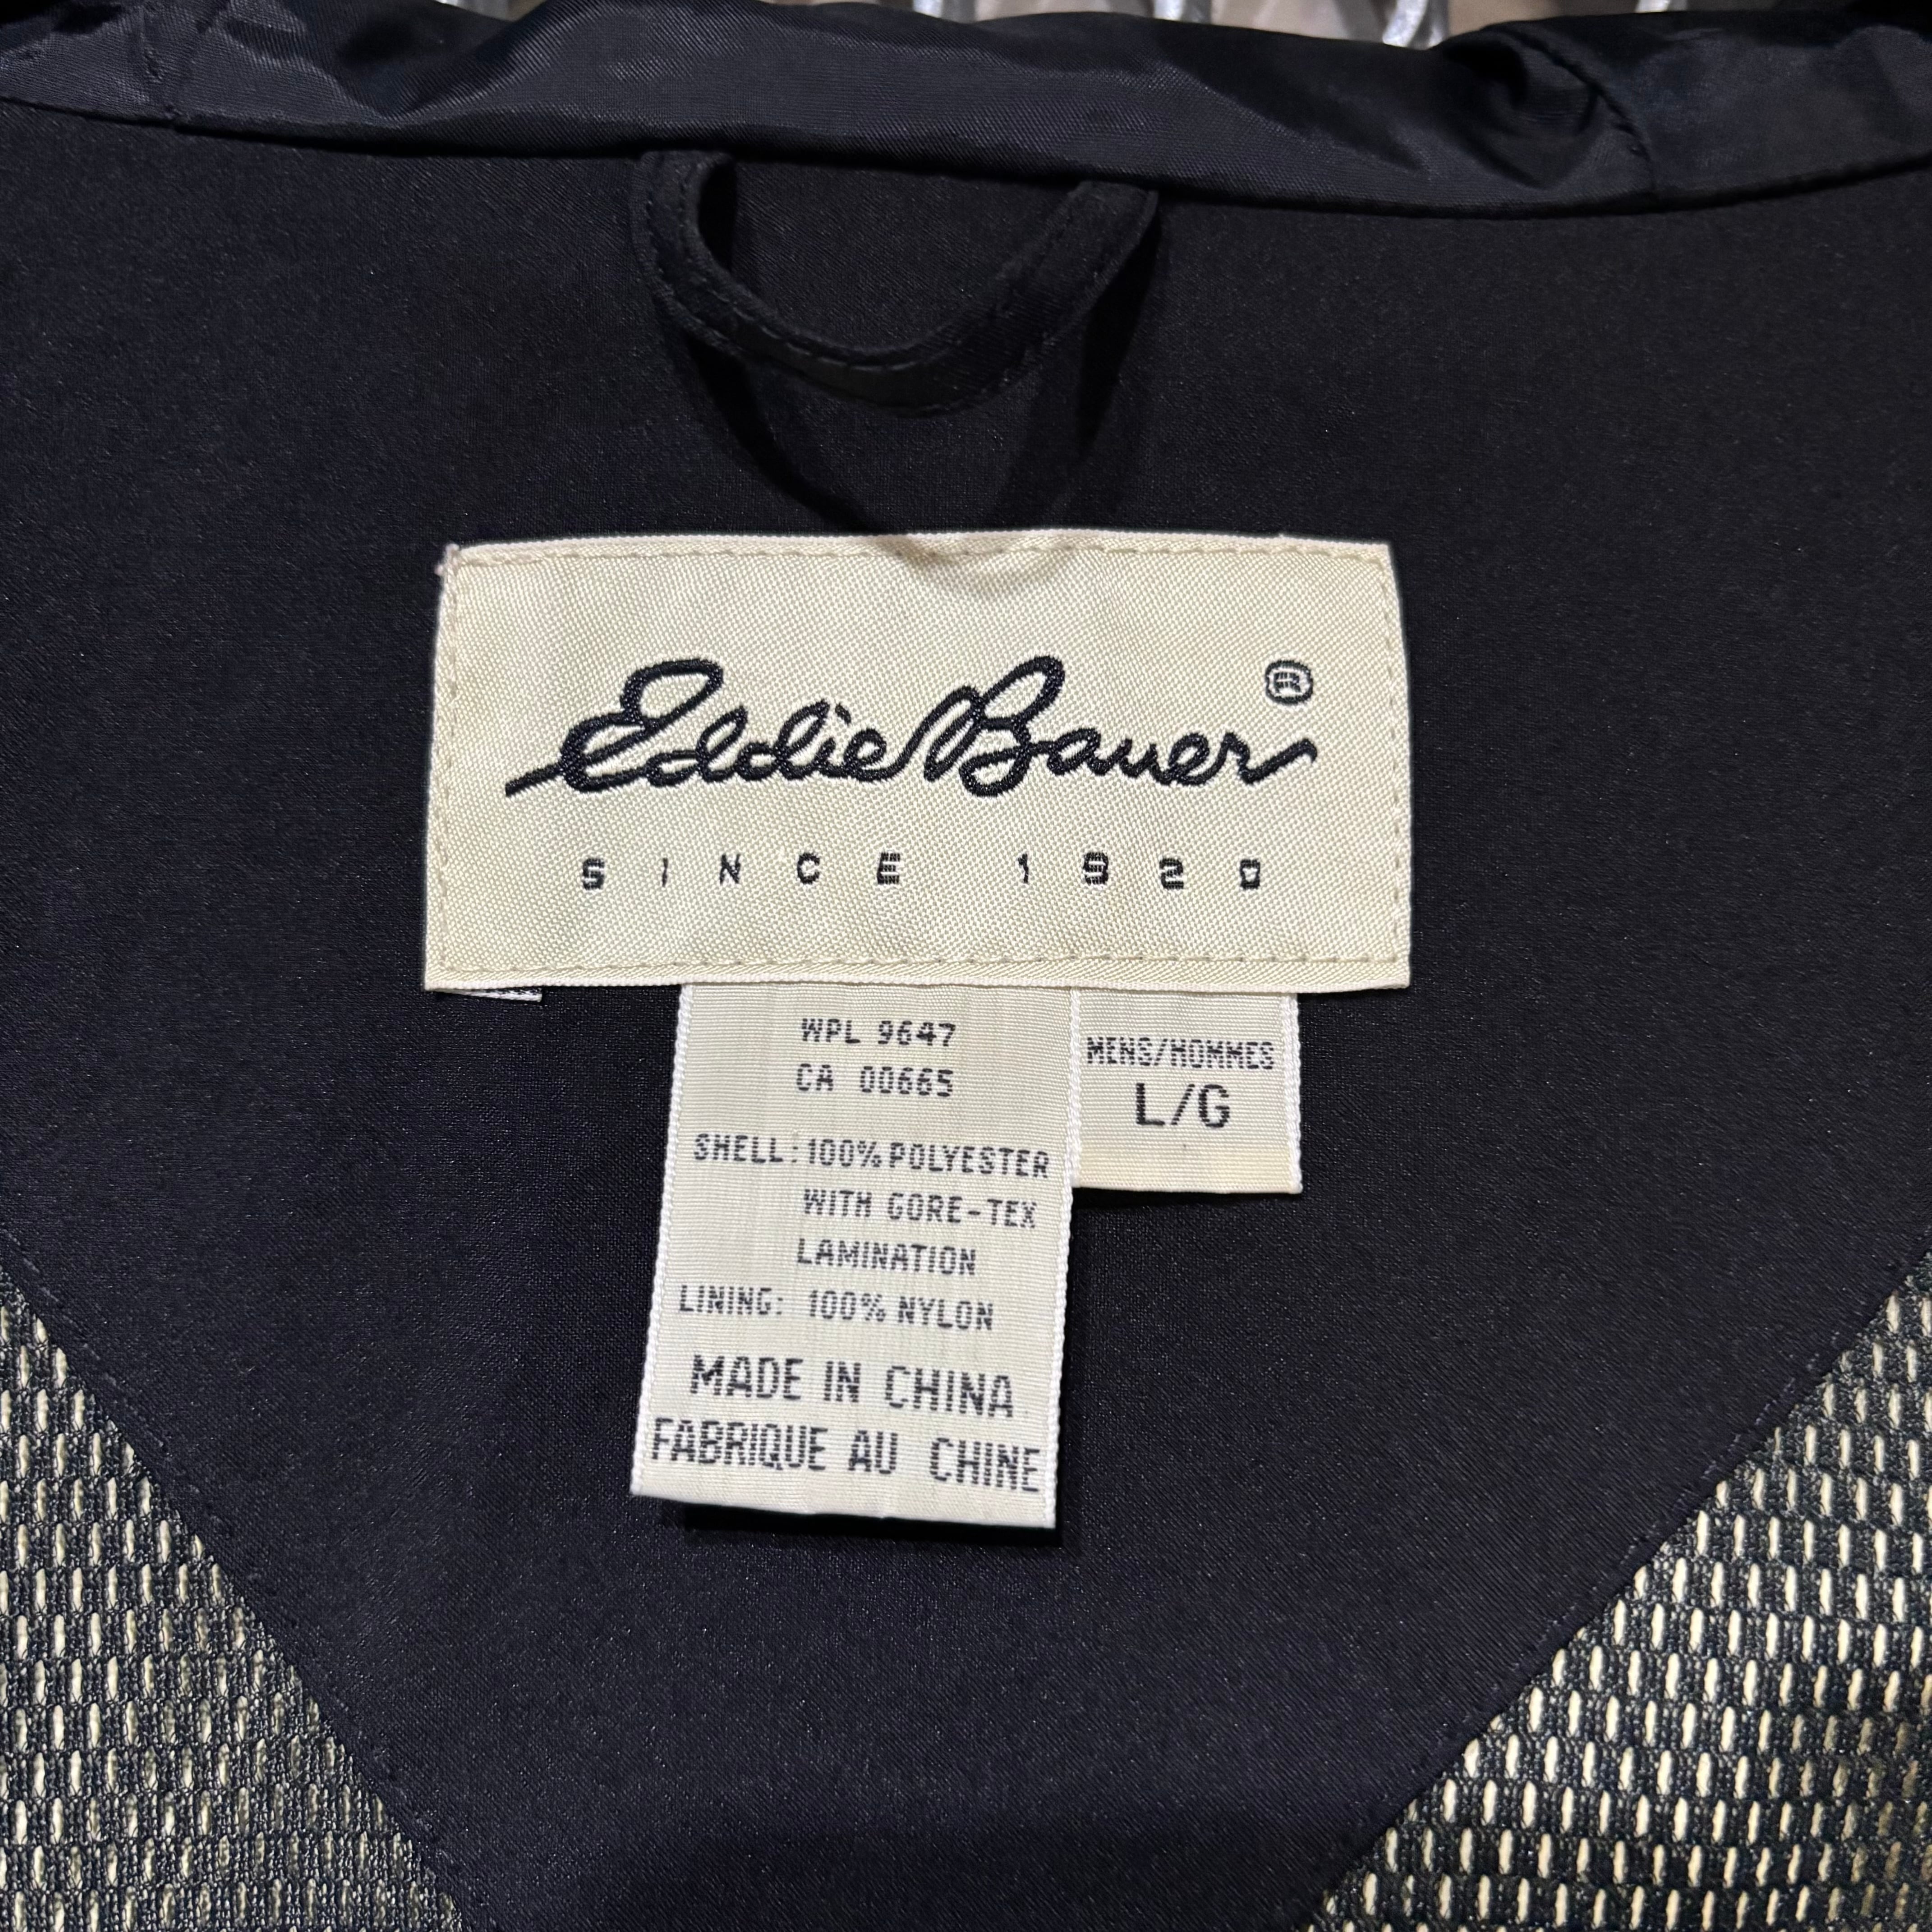 Eddie Bauer ®
SINCE 1920
WPL 9647
CA 00665
SHELL: 100% POLYESTER
WITH GORE-TEX
LAMINATION
LINING: 100% NYLON
MADE IN CHINA
FABRIQUE AU CHINE
MENS/HOMMES
L/G